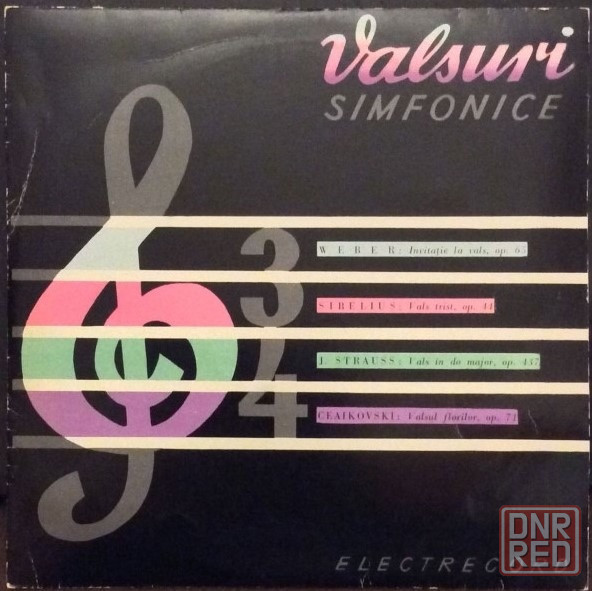 Valsuri
SIMFONICE
3
4
WEBER: Invitație la vals, op. 65
SIBELIUS: Vals trist, op. 44
J. STRAUSS: Vals in do major, op. 437
CEAIKOVSKI: Valsul florilor, op. 71
ELECTRECORD
DNR
RED